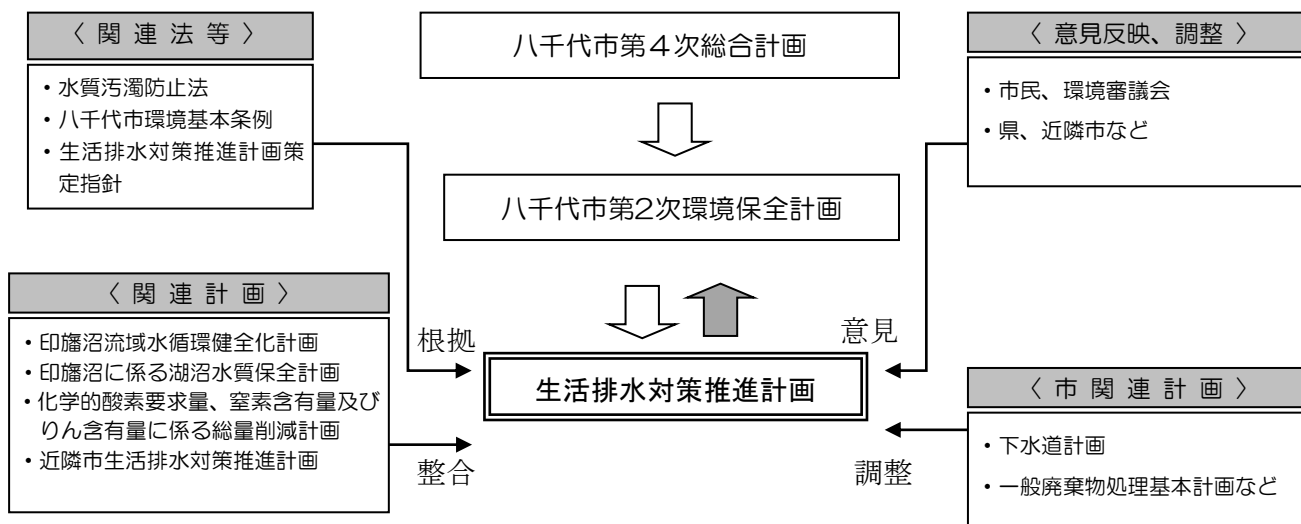 〈 関 連 法 等 〉
・水質汚濁防止法
・八千代市環境基本条例
・生活排水対策推進計画策
定指針
八千代市第４次総合計画
〈 意見反映、調整 〉
・市民、環境審議会
・県、近隣市など
八千代市第2次環境保全計画
〈 関 連 計 画 〉
・印旛沼流域水循環健全化計画
・印旛沼に係る湖沼水質保全計画
・化学的酸素要求量、窒素含有量及び
りん含有量に係る総量削減計画
・近隣市生活排水対策推進計画
根拠
意見
生活排水対策推進計画
整合
調整
〈 市 関 連 計 画 〉
・下水道計画
・一般廃棄物処理基本計画など